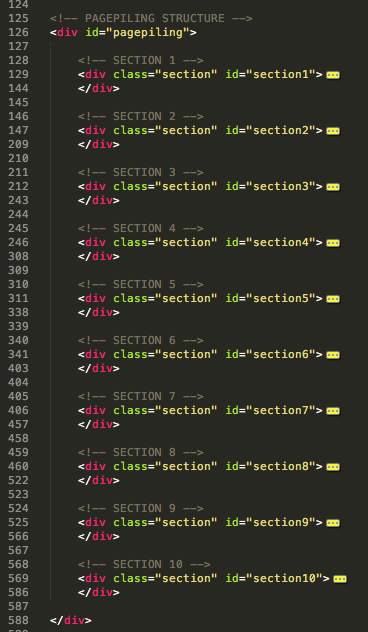 124
125 <!-- PAGEPILING STRUCTURE -->
126 <div id="pagepiling">
127
128 <!-- SECTION 1 -->
129 <div class="section" id="section1">
144 </div>
145
146 <!-- SECTION 2 -->
147 <div class="section" id="section2">
209 </div>
210
211 <!-- SECTION 3 -->
212 <div class="section" id="section3">
243 </div>
244
245 <!-- SECTION 4 -->
246 <div class="section" id="section4">
308 </div>
309
310 <!-- SECTION 5 -->
311 <div class="section" id="section5">
338 </div>
339
340 <!-- SECTION 6 -->
341 <div class="section" id="section6">
403 </div>
404
405 <!-- SECTION 7 -->
406 <div class="section" id="section7">
457 </div>
458
459 <!-- SECTION 8 -->
460 <div class="section" id="section8">
522 </div>
523
524 <!-- SECTION 9 -->
525 <div class="section" id="section9">
566 </div>
567
568 <!-- SECTION 10 -->
569 <div class="section" id="section10">
586 </div>
587
588 </div>